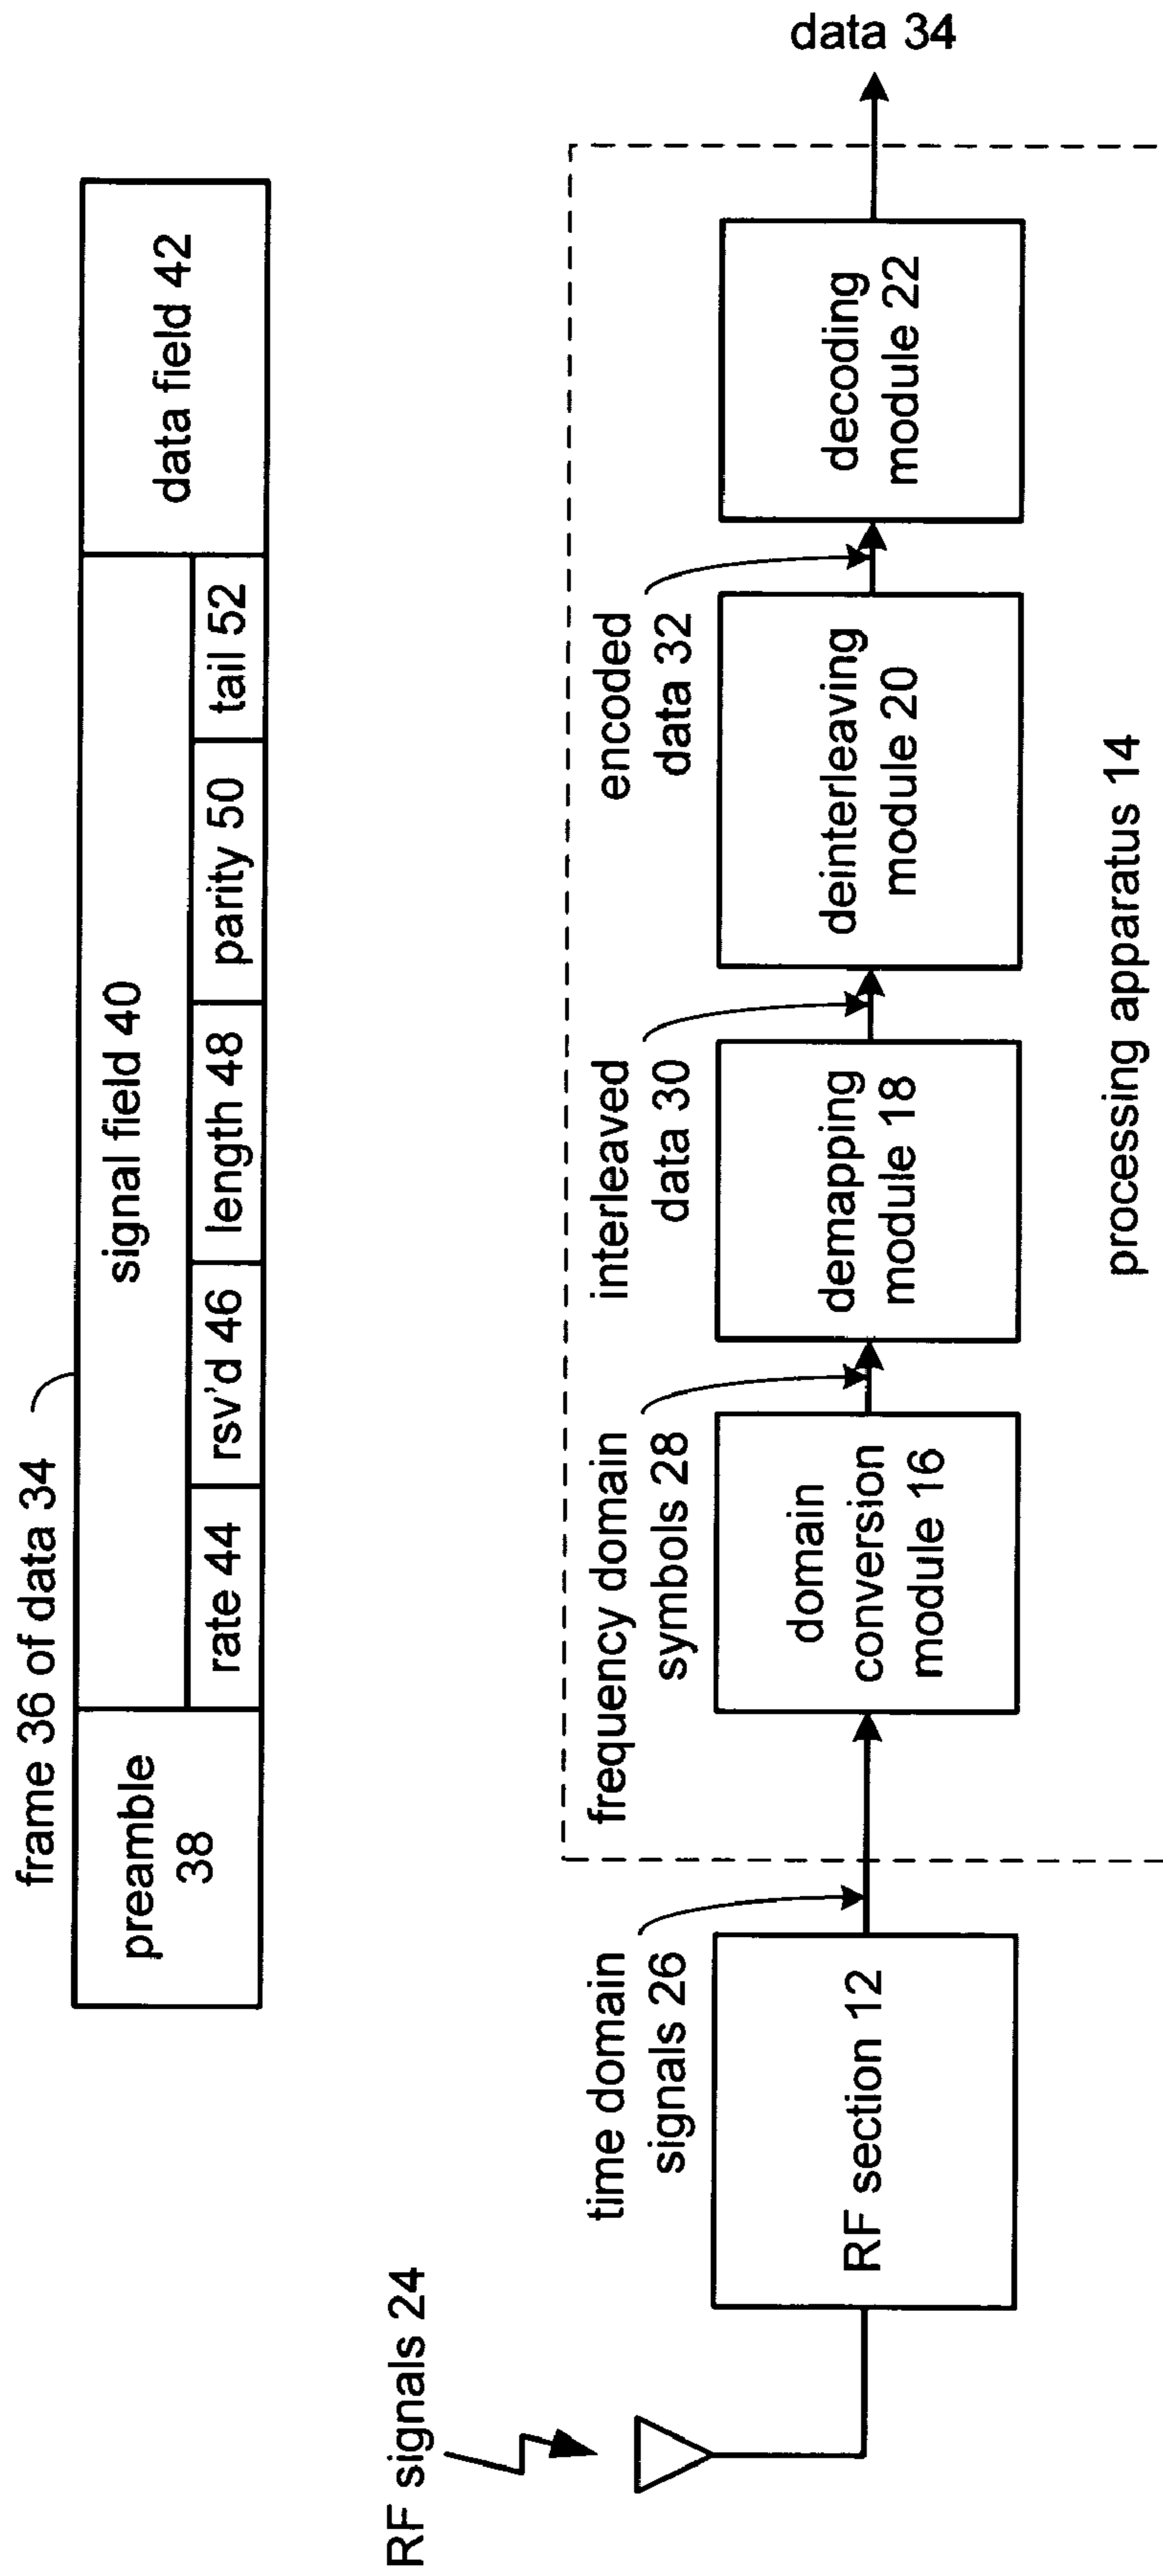 frame 36 of data 34
preamble
38
signal field 40
rate 44
rsv'd 46
length 48
parity 50
tail 52
data field 42
RF signals 24
RF section 12
time domain
signals 26
domain
conversion
module 16
frequency domain
symbols 28
demapping
module 18
interleaved
data 30
deinterleaving
module 20
encoded
data 32
decoding
module 22
data 34
processing apparatus 14